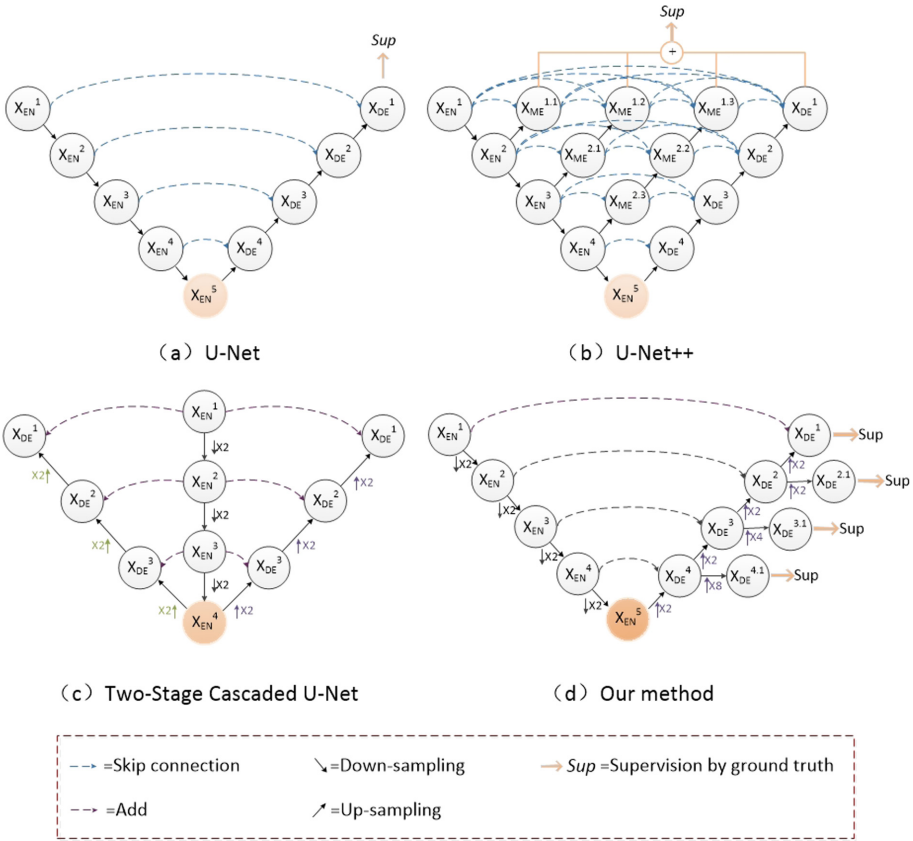 Sup
X_EN^1
X_DE^1
X_EN^2
X_DE^2
X_EN^3
X_DE^3
X_EN^4
X_DE^4
X_EN^5
（a）U-Net
Sup
+
X_EN^1
X_ME^1.1
X_ME^1.2
X_ME^1.3
X_DE^1
X_EN^2
X_ME^2.1
X_ME^2.2
X_DE^2
X_EN^3
X_ME^2.3
X_DE^3
X_EN^4
X_DE^4
X_EN^5
（b）U-Net++
X_EN^1
X_DE^1
X_DE^1
X2
X2
X_EN^2
X2
X_DE^2
X_DE^2
X2
X2
X_EN^3
X2
X_DE^3
X_DE^3
X2
X2
X2
X_EN^4
（c）Two-Stage Cascaded U-Net
X_EN^1
X_DE^1
Sup
X2
X2
X_EN^2
X_DE^2
X2
X_DE^2.1
Sup
X2
X2
X_EN^3
X_DE^3
X4
X_DE^3.1
Sup
X2
X2
X_EN^4
X_DE^4
X8
X_DE^4.1
Sup
X2
X2
X_EN^5
（d）Our method
=Skip connection
=Down-sampling
Sup =Supervision by ground truth
=Add
=Up-sampling